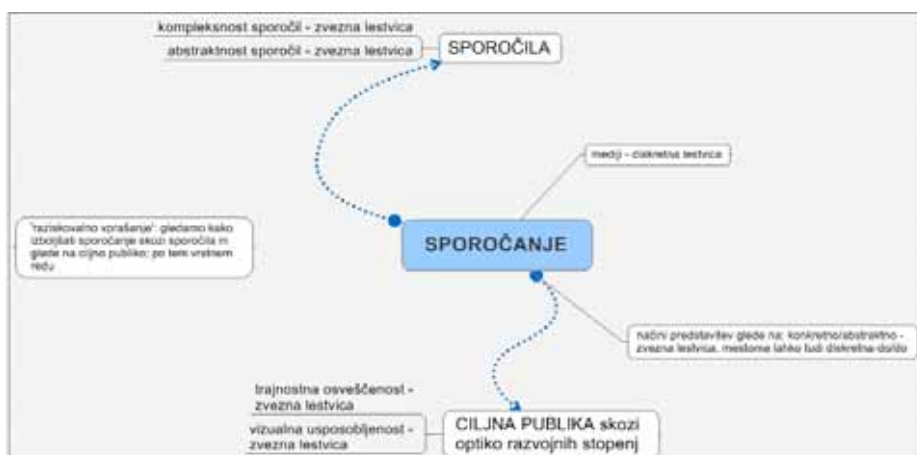 kompleksnost sporočil - zvezna lestvica
abstraktnost sporočil - zvezna lestvica
SPOROČILA
mediji - diskretna lestvica
'raziskovalno vprašanje': gledamo kako
izboljšati sporočanje skozi sporočila in
glede na ciljno publiko; po tem vrstnem
redu
SPOROČANJE
načini predstavitev glede na: konkretno/abstraktno -
zvezna lestvica, mestoma lahko tudi diskretna
trajnostna osveščenost -
zvezna lestvica
vizualna usposobljenost -
zvezna lestvica
CILJNA PUBLIKA skozi
optiko razvojnih stopenj